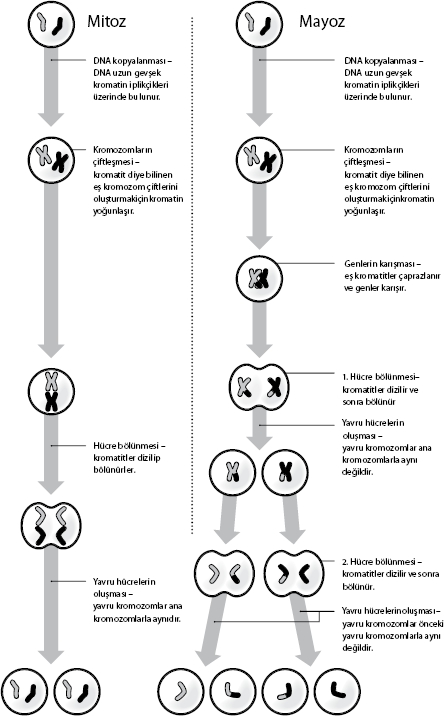 Mitoz
DNA kopyalanması –
DNA uzun gevşek
kromatin iplikçikleri
üzerinde bulunur.
Kromozomların
çiftleşmesi –
kromatit diye bilinen
eş kromozom çiftlerini
oluşturmakiçinkromatin
yoğunlaşır.
Hücre bölünmesi –
kromatitler dizilip
bölünürler.
Yavru hücrelerin
oluşması –
yavru kromozomlar ana
kromozomlarla aynıdır.
Mayoz
DNA kopyalanması –
DNA uzun gevşek
kromatin iplikçikleri
üzerinde bulunur.
Kromozomların
çiftleşmesi –
kromatit diye bilinen
eş kromozom çiftlerini
oluşturmakiçinkromatin
yoğunlaşır.
Genlerin karışması –
eş kromatitler çaprazlanır
ve genler karışır.
1. Hücre bölünmesi–
kromatitler dizilir ve
sonra bölünür
Yavru hücrelerin
oluşması –
yavru kromozomlar ana
kromozomlarla aynı
değildir.
2. Hücre bölünmesi –
kromatitler dizilir ve sonra
bölünür.
Yavru hücrelerinoluşması –
yavru kromozomlar önceki
yavru kromozomlarla aynı
değildir.